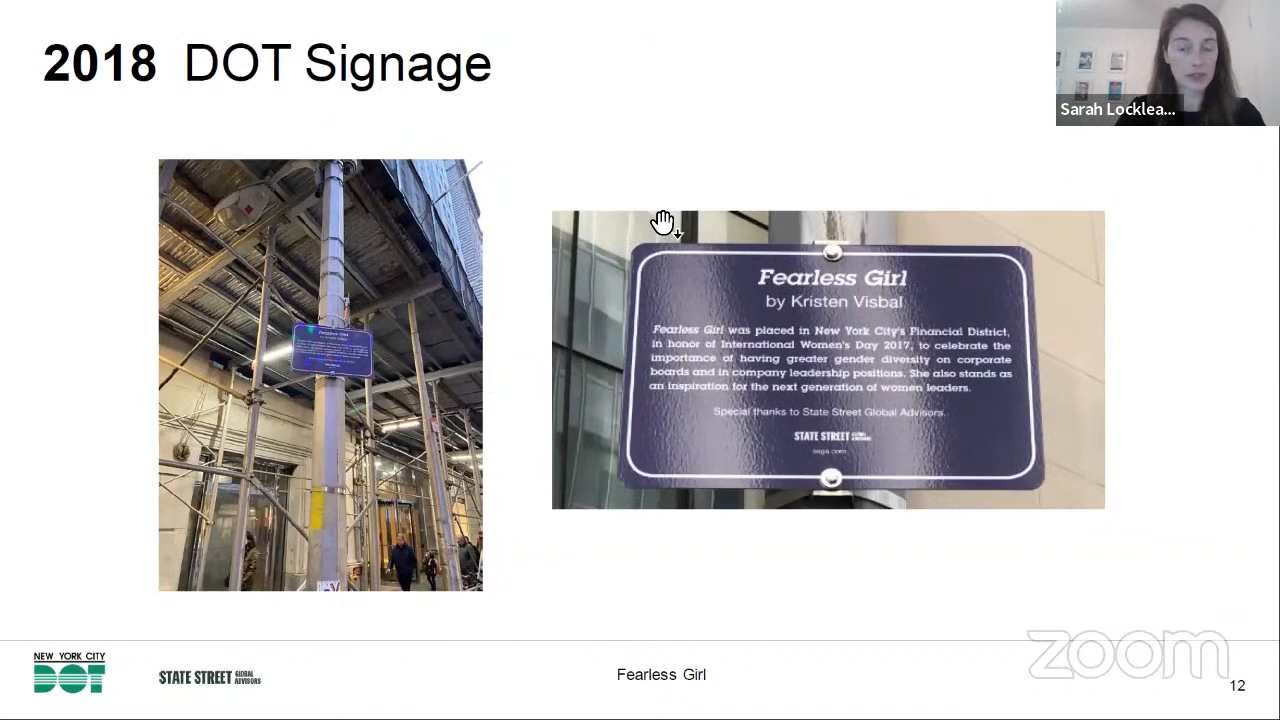 2018 DOT Signage
Sarah Locklea...
Fearless Girl
by Kristen Visbal
Fearless Girl was placed in New York City's Financial District,
in honor of International Women's Day 2017, to celebrate the
importance of having greater gender diversity on corporate
boards and in company leadership positions. She also stands as
an inspiration for the next generation of women leaders.
Special thanks to State Street Global Advisors.
STATE STREET GLOBAL ADVISORS
ssga.com
NEW YORK CITY
DOT
STATE STREET GLOBAL ADVISORS
Fearless Girl
zoom
12